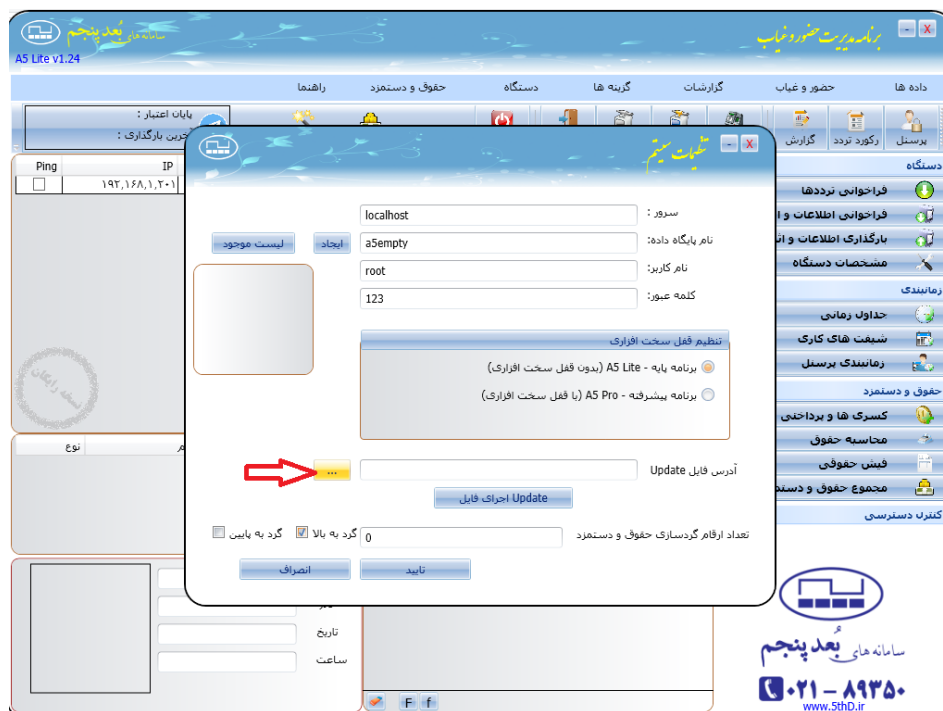 برنامه مدیریت حضور و غیاب
سامانه های بُعد پنجم
A5 Lite v1.24
داده ها
حضور و غیاب
گزارشات
گزینه ها
دستگاه
حقوق و دستمزد
راهنما
پرسنل
رکورد تردد
گزارش
پایان اعتبار :
آخرین بارگذاری :
Ping
IP
۱۹۲,۱۶۸,۱,۲۰۱
نسخه رایگان
نوع
دستگاه
فراخوانی ترددها
فراخوانی اطلاعات و ا
بارگذاری اطلاعات و اث
مشخصات دستگاه
زمانبندی
جداول زمانی
شیفت های کاری
زمانبندی پرسنل
حقوق و دستمزد
کسری ها و پرداختی
محاسبه حقوق
فیش حقوقی
مجموع حقوق و دستم
کنترل دسترسی
تنظیمات سیستم
سرور :
localhost
نام پایگاه داده:
a5empty
ایجاد
لیست موجود
نام کاربر:
root
کلمه عبور:
123
تنظیم قفل سخت افزاری
برنامه پایه - A5 Lite (بدون قفل سخت افزاری)
برنامه پیشرفته - A5 Pro (با قفل سخت افزاری)
آدرس فایل Update
...
Update اجرای فایل
تعداد ارقام گردسازی حقوق و دستمزد
0
گرد به بالا
گرد به پایین
تایید
انصراف
تاریخ
ساعت
F f
سامانه های بُعد پنجم
۰۲۱ – ۸۹۳۵۰
www.5thD.ir